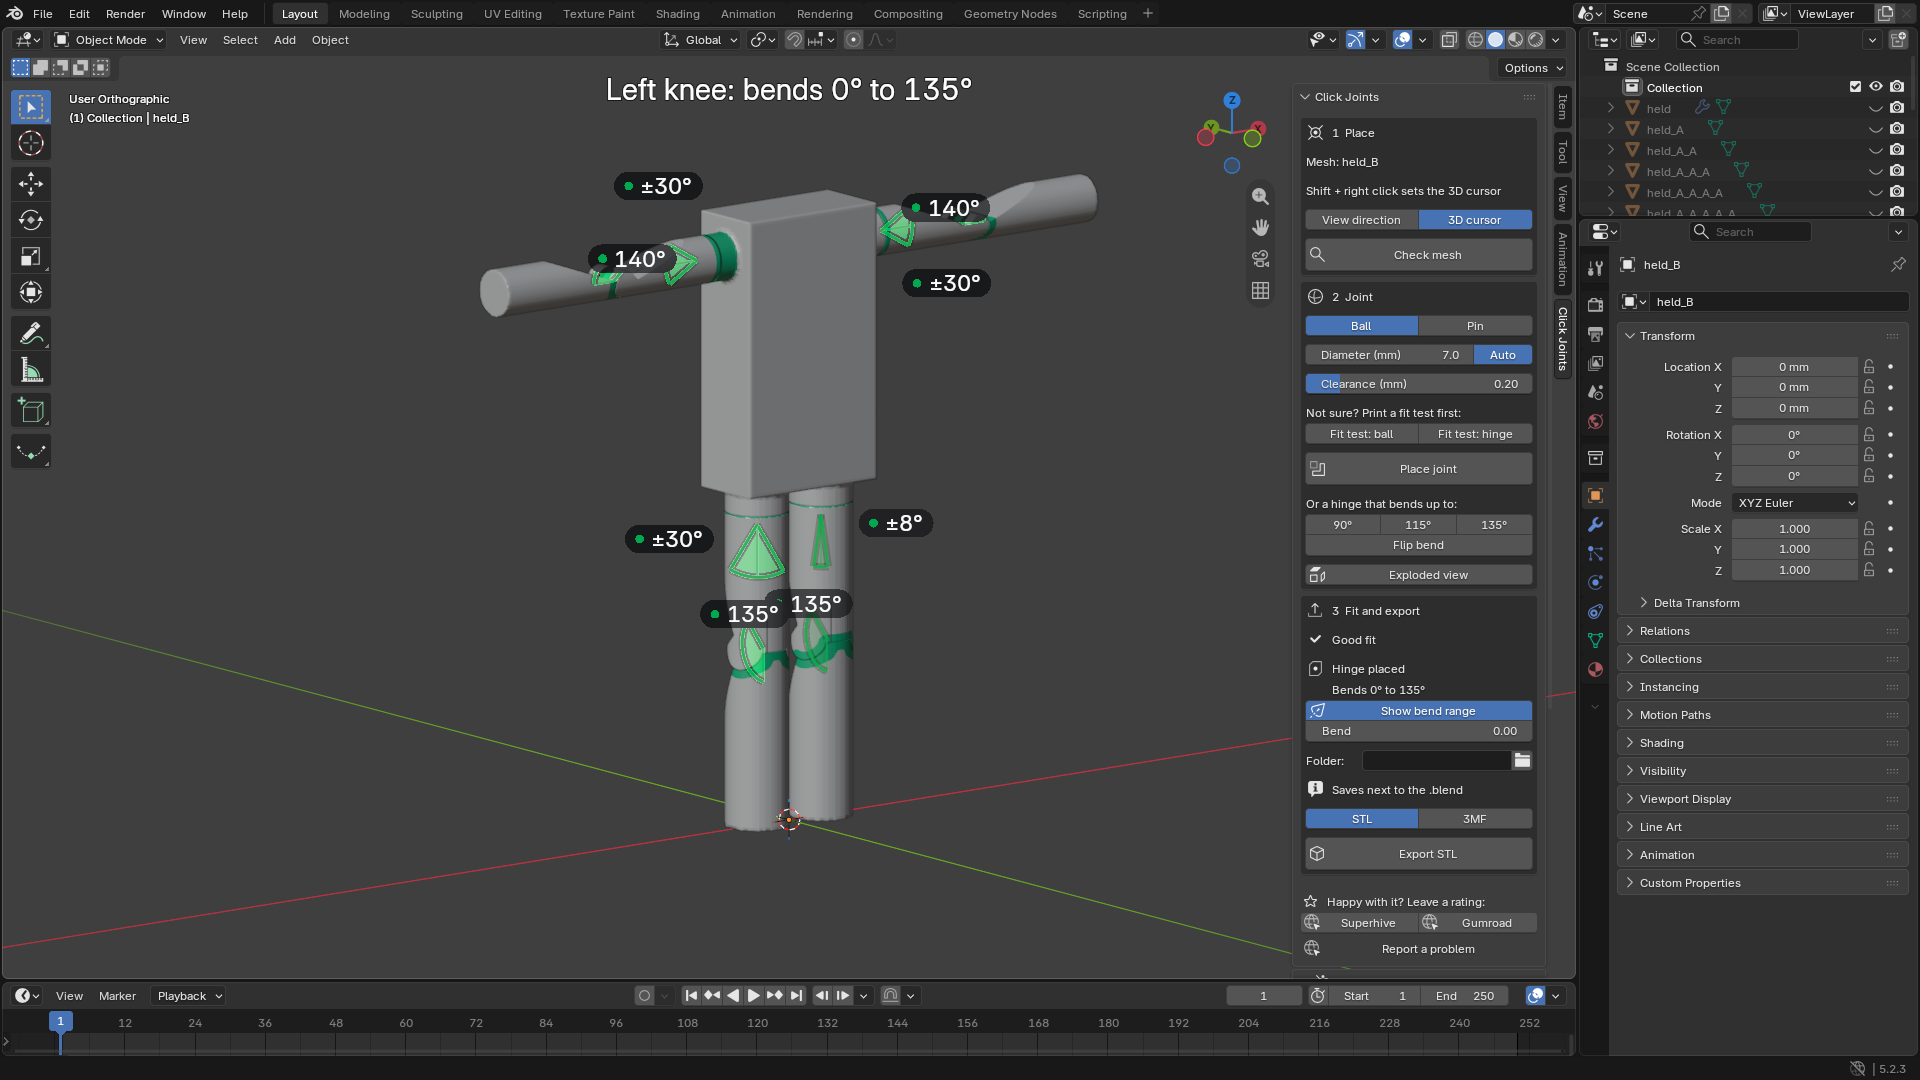 File Edit Render Window Help Layout Modeling Sculpting UV Editing Texture Paint Shading Animation Rendering Compositing Geometry Nodes Scripting Scene ViewLayer
Object Mode View Select Add Object Global
Options
User Orthographic
(1) Collection | held_B
Left knee: bends 0° to 135°
Z
Y
X
±30°
140°
140°
±30°
±30°
±8°
135°
135°
Click Joints
1 Place
Mesh: held_B
Shift + right click sets the 3D cursor
View direction 3D cursor
Check mesh
2 Joint
Ball Pin
Diameter (mm) 7.0 Auto
Clearance (mm) 0.20
Not sure? Print a fit test first:
Fit test: ball Fit test: hinge
Place joint
Or a hinge that bends up to:
90° 115° 135°
Flip bend
Exploded view
3 Fit and export
Good fit
Hinge placed
Bends 0° to 135°
Show bend range
Bend 0.00
Folder:
Saves next to the .blend
STL 3MF
Export STL
Happy with it? Leave a rating:
Superhive Gumroad
Report a problem
Item
Tool
View
Animation
Click Joints
Search
Scene Collection
Collection
held
held_A
held_A_A
held_A_A_A
held_A_A_A_A
held_A_A_A_A_A
Search
held_B
held_B
Transform
Location X 0 mm
Y 0 mm
Z 0 mm
Rotation X 0°
Y 0°
Z 0°
Mode XYZ Euler
Scale X 1.000
Y 1.000
Z 1.000
Delta Transform
Relations
Collections
Instancing
Motion Paths
Shading
Visibility
Viewport Display
Line Art
Animation
Custom Properties
View Marker Playback 1 Start 1 End 250
1 12 24 36 48 60 72 84 96 108 120 132 144 156 168 180 192 204 216 228 240 252
5.2.3